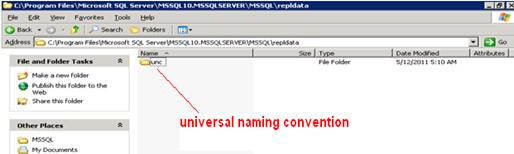 C:\Program Files\Microsoft SQL Server\MSSQL10.MSSQLSERVER\MSSQL\repldata
File Edit View Favorites Tools Help
Back Search Folders
Address C:\Program Files\Microsoft SQL Server\MSSQL10.MSSQLSERVER\MSSQL\repldata Go
Name Size Type Date Modified Attributes
File and Folder Tasks
unc File Folder 5/12/2011 5:10 AM
Make a new folder
Publish this folder to the Web
Share this folder
universal naming convention
Other Places
MSSQL
My Documents